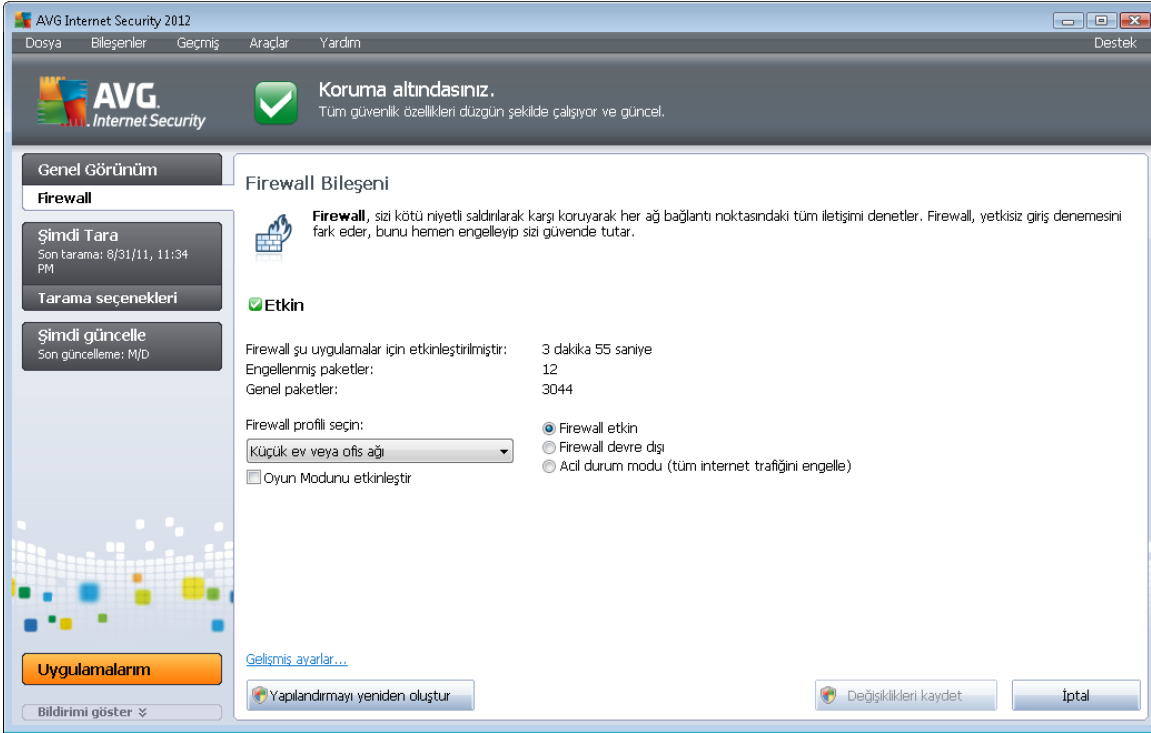 AVG Internet Security 2012
Dosya Bileşenler Geçmiş Araçlar Yardım Destek
AVG.
Internet Security
Koruma altındasınız.
Tüm güvenlik özellikleri düzgün şekilde çalışıyor ve güncel.
Genel Görünüm
Firewall
Şimdi Tara
Son tarama: 8/31/11, 11:34
PM
Tarama seçenekleri
Şimdi güncelle
Son güncelleme: M/D
Uygulamalarım
Bildirimi göster
Firewall Bileşeni
Firewall, sizi kötü niyetli saldırılarak karşı koruyarak her ağ bağlantı noktasındaki tüm iletişimi denetler. Firewall, yetkisiz giriş denemesini
fark eder, bunu hemen engelleyip sizi güvende tutar.
Etkin
Firewall şu uygulamalar için etkinleştirilmiştir: 3 dakika 55 saniye
Engellenmiş paketler: 12
Genel paketler: 3044
Firewall profili seçin:
Küçük ev veya ofis ağı
Oyun Modunu etkinleştir
Firewall etkin
Firewall devre dışı
Acil durum modu (tüm internet trafiğini engelle)
Gelişmiş ayarlar...
Yapılandırmayı yeniden oluştur
Değişiklikleri kaydet
İptal